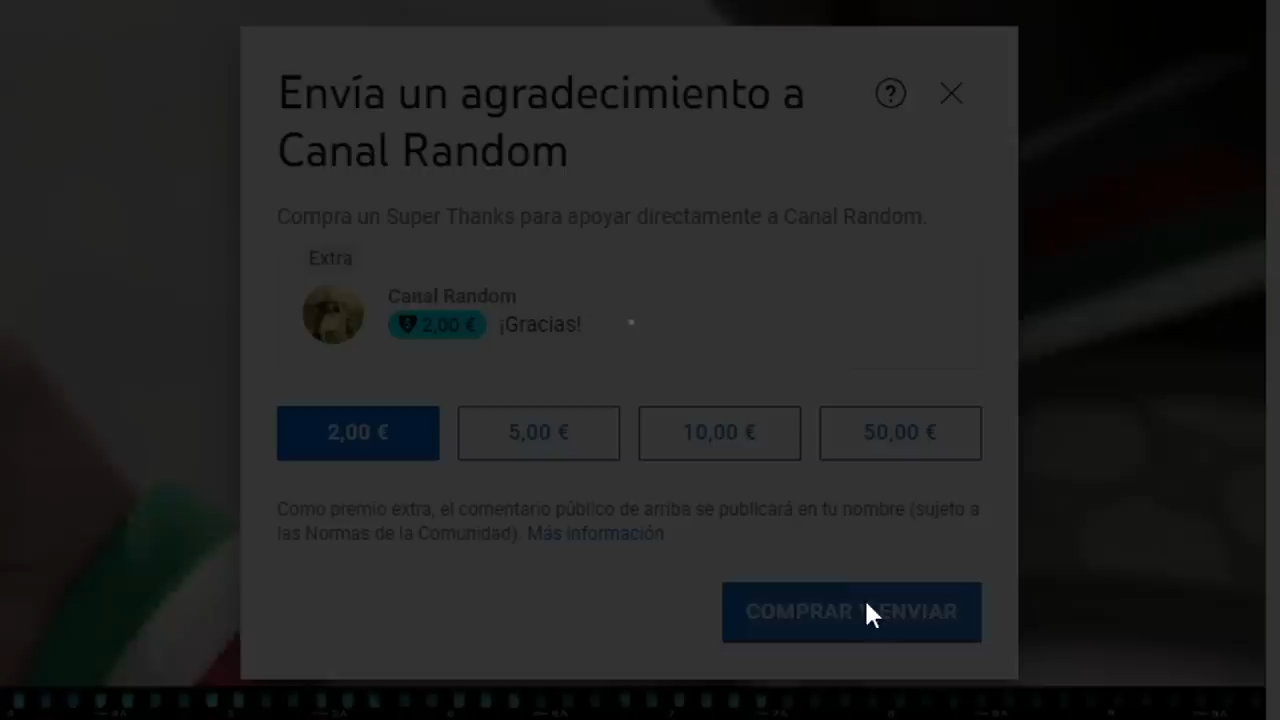 Envía un agradecimiento a
Canal Random
Compra un Super Thanks para apoyar directamente a Canal Random.
Extra
Canal Random
2,00 € ¡Gracias!
2,00 € 5,00 € 10,00 € 50,00 €
Como premio extra, el comentario público de arriba se publicará en tu nombre (sujeto a
las Normas de la Comunidad). Más información
COMPRAR Y ENVIAR